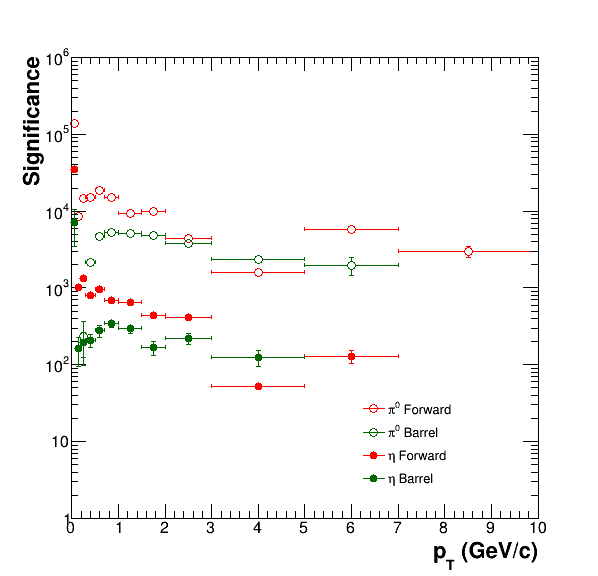 Significance
10^6
10^5
10^4
10^3
10^2
10
1
0 1 2 3 4 5 6 7 8 9 10
p_T (GeV/c)
π^0 Forward
π^0 Barrel
η Forward
η Barrel